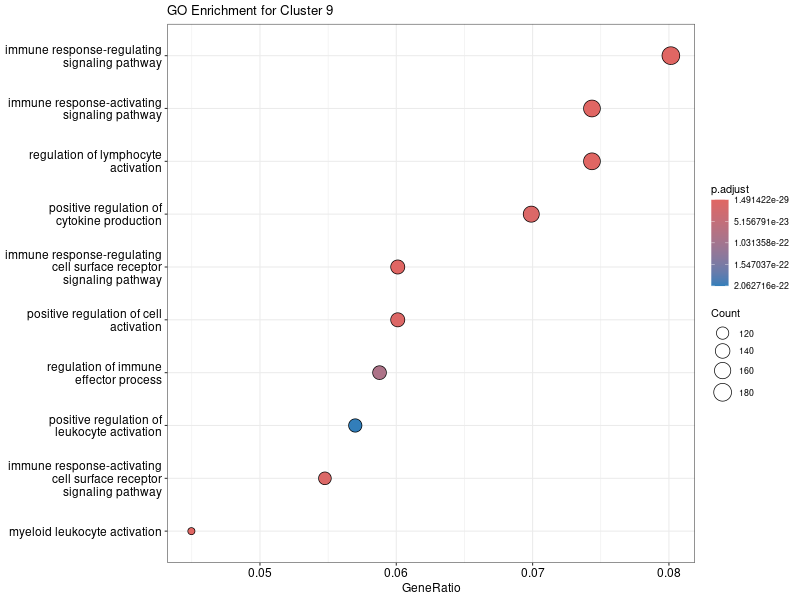 GO Enrichment for Cluster 9
immune response-regulating
signaling pathway
immune response-activating
signaling pathway
regulation of lymphocyte
activation
positive regulation of
cytokine production
immune response-regulating
cell surface receptor
signaling pathway
positive regulation of cell
activation
regulation of immune
effector process
positive regulation of
leukocyte activation
immune response-activating
cell surface receptor
signaling pathway
myeloid leukocyte activation
0.05
0.06
0.07
0.08
GeneRatio
p.adjust
1.491422e-29
5.156791e-23
1.031358e-22
1.547037e-22
2.062716e-22
Count
120
140
160
180